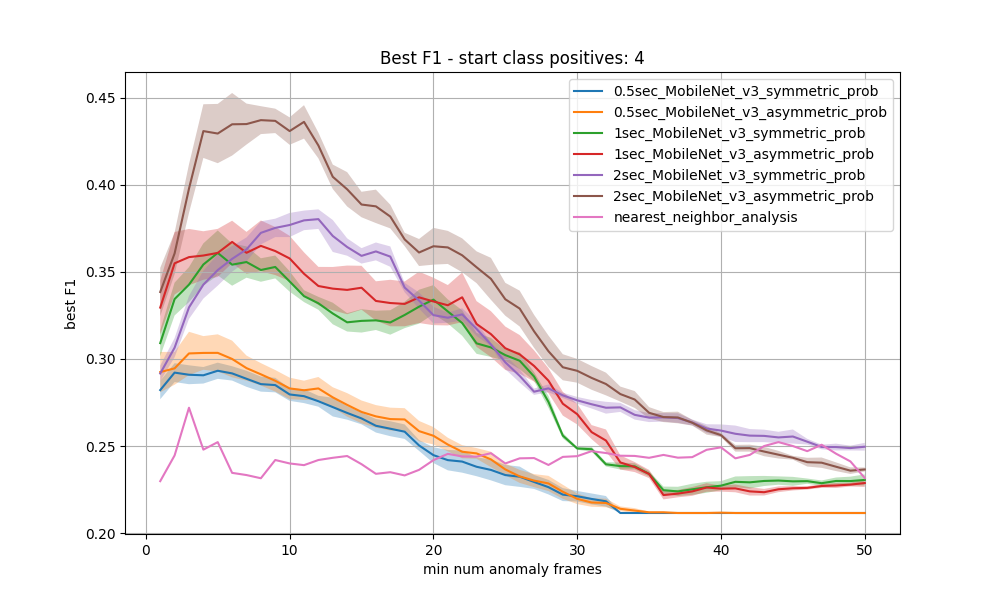 Best F1 - start class positives: 4
0.5sec_MobileNet_v3_symmetric_prob
0.5sec_MobileNet_v3_asymmetric_prob
1sec_MobileNet_v3_symmetric_prob
1sec_MobileNet_v3_asymmetric_prob
2sec_MobileNet_v3_symmetric_prob
2sec_MobileNet_v3_asymmetric_prob
nearest_neighbor_analysis
best F1
0.45
0.40
0.35
0.30
0.25
0.20
0 10 20 30 40 50
min num anomaly frames